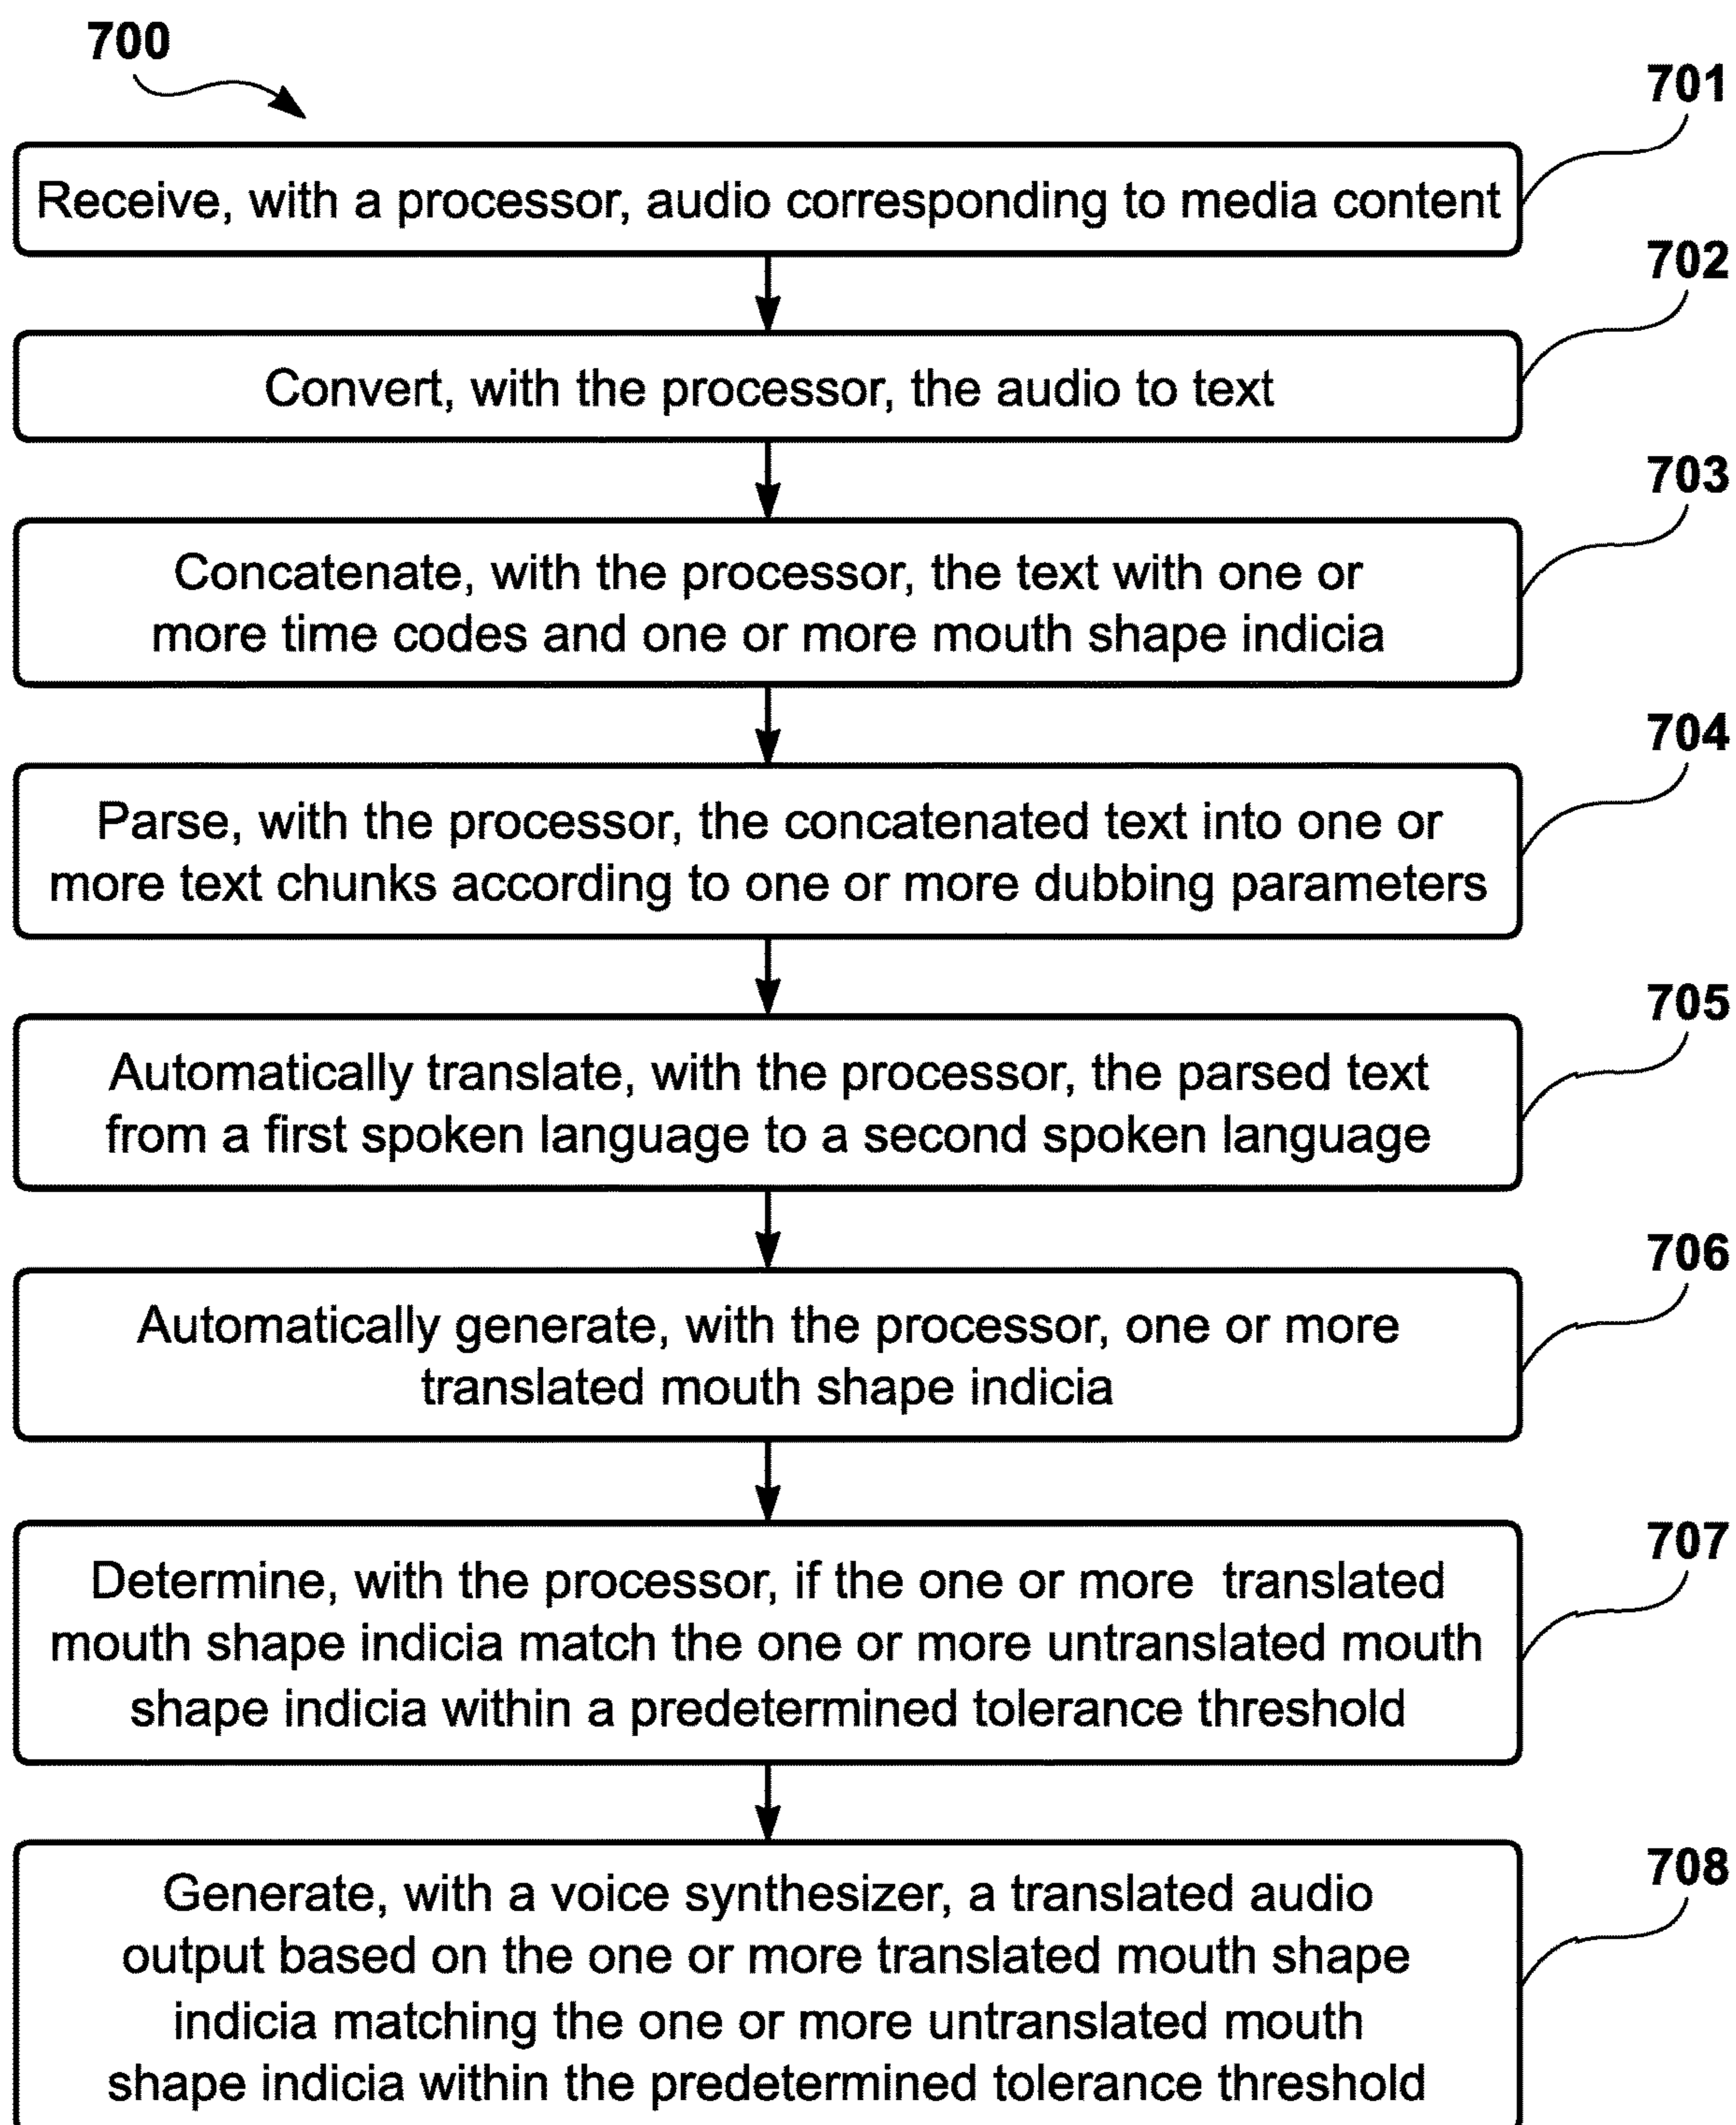 700
701
Receive, with a processor, audio corresponding to media content
702
Convert, with the processor, the audio to text
703
Concatenate, with the processor, the text with one or
more time codes and one or more mouth shape indicia
704
Parse, with the processor, the concatenated text into one or
more text chunks according to one or more dubbing parameters
705
Automatically translate, with the processor, the parsed text
from a first spoken language to a second spoken language
706
Automatically generate, with the processor, one or more
translated mouth shape indicia
707
Determine, with the processor, if the one or more translated
mouth shape indicia match the one or more untranslated mouth
shape indicia within a predetermined tolerance threshold
708
Generate, with a voice synthesizer, a translated audio
output based on the one or more translated mouth shape
indicia matching the one or more untranslated mouth
shape indicia within the predetermined tolerance threshold